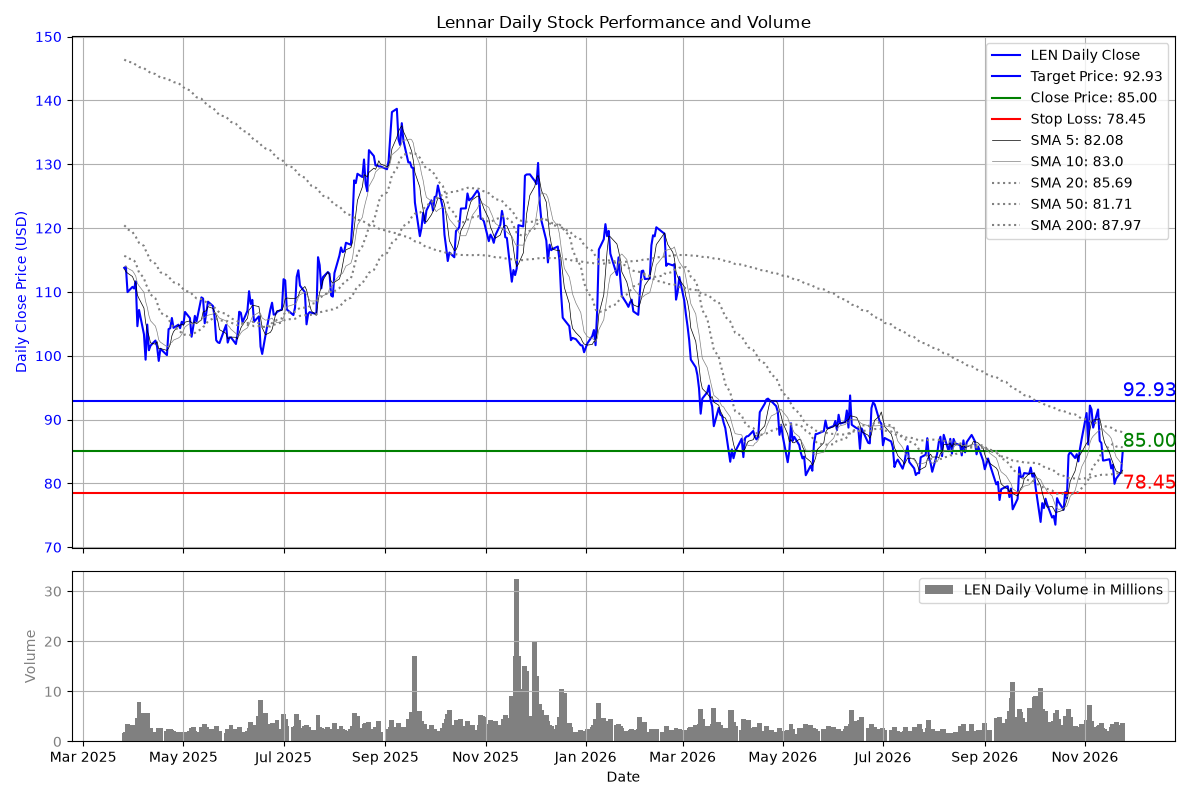 Lennar Daily Stock Performance and Volume
Daily Close Price (USD)
150
140
130
120
110
100
90
80
70
LEN Daily Close
Target Price: 92.93
Close Price: 85.00
Stop Loss: 78.45
SMA 5: 82.08
SMA 10: 83.0
SMA 20: 85.69
SMA 50: 81.71
SMA 200: 87.97
92.93
85.00
78.45
Volume
30
20
10
0
LEN Daily Volume in Millions
Mar 2025 May 2025 Jul 2025 Sep 2025 Nov 2025 Jan 2026 Mar 2026 May 2026 Jul 2026 Sep 2026 Nov 2026
Date